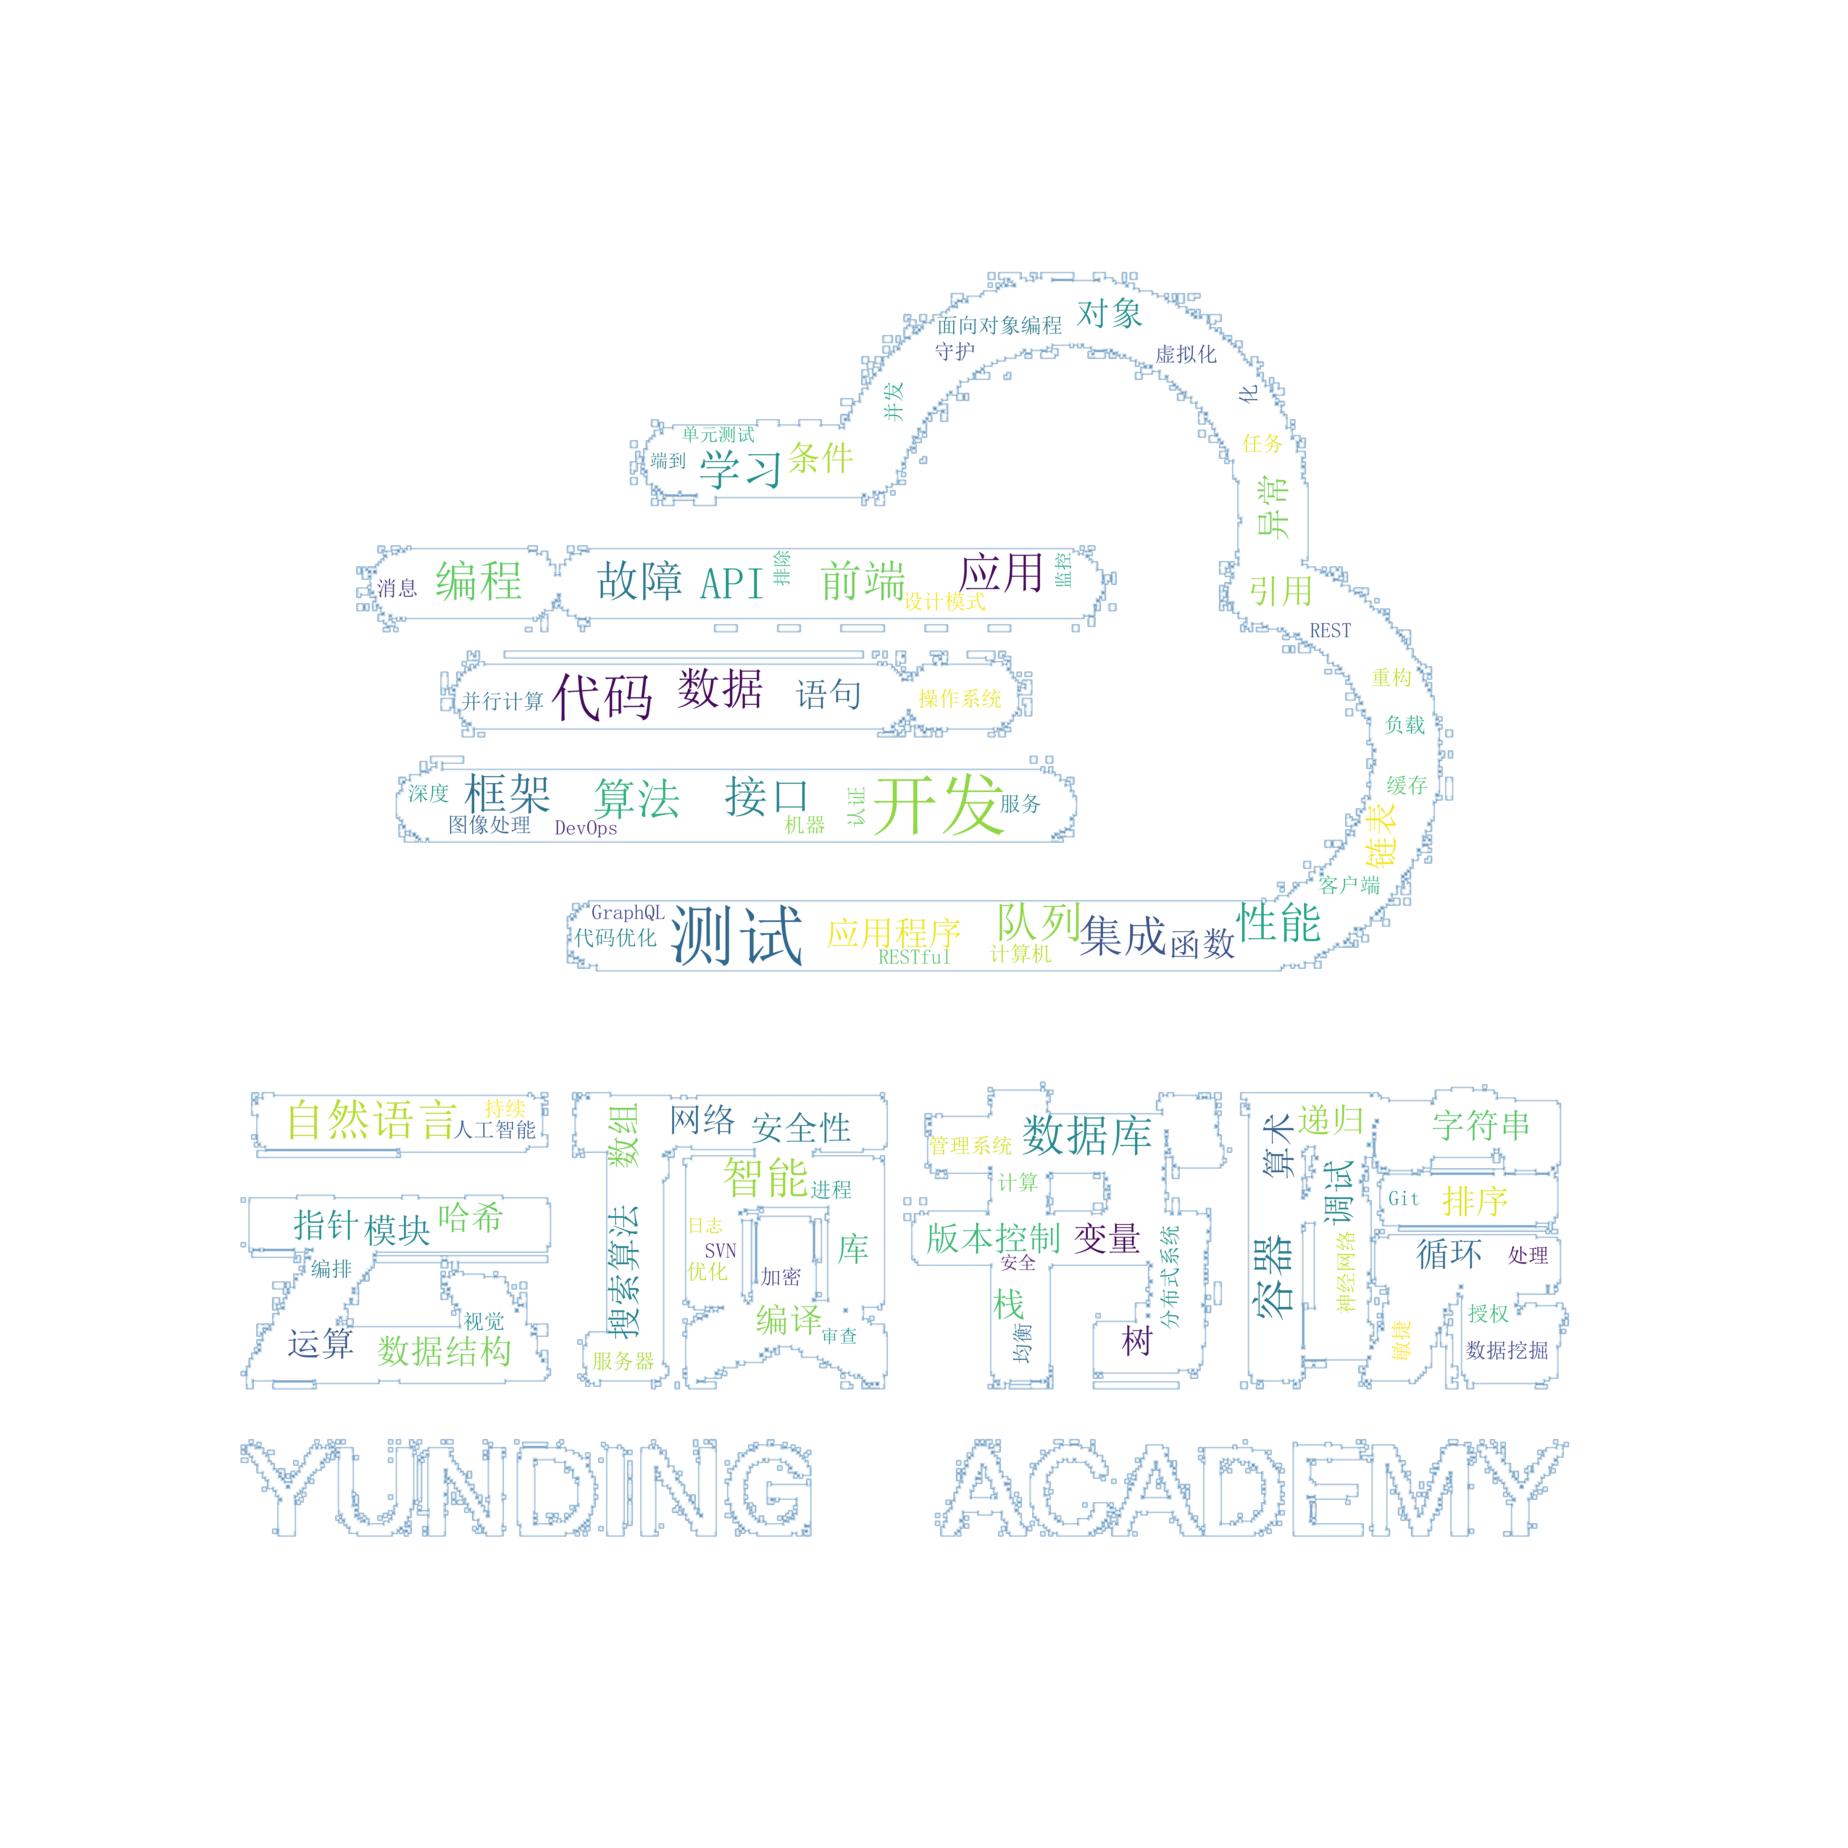 面向对象编程 对象
守护 虚拟化
并发 化
单元测试 任务
端到 学习 条件
异常
消息 编程 故障 API 排除 前端 应用 监控
设计模式 引用
REST
并行计算 代码 数据 语句 操作系统 重构
负载
深度 框架 算法 接口 认证 开发 服务 缓存
图像处理 DevOps 机器 链表
客户端
GraphQL 测试 应用程序 队列 集成 函数 性能
代码优化 RESTful 计算机
自然语言 持续 人工智能
数组 网络 安全性
管理系统 数据库
算术 递归 字符串
智能 进程
计算
调试 Git 排序
指针 模块 哈希
日志 SVN 优化 加密 库
版本控制 变量 安全 分布式系统
容器 神经网络 循环 处理
编排 视觉
搜索算法
编译 审查
栈 均衡 树
授权 敏捷 数据挖掘
运算 数据结构
服务器
云顶书院
YUNDING ACADEMY